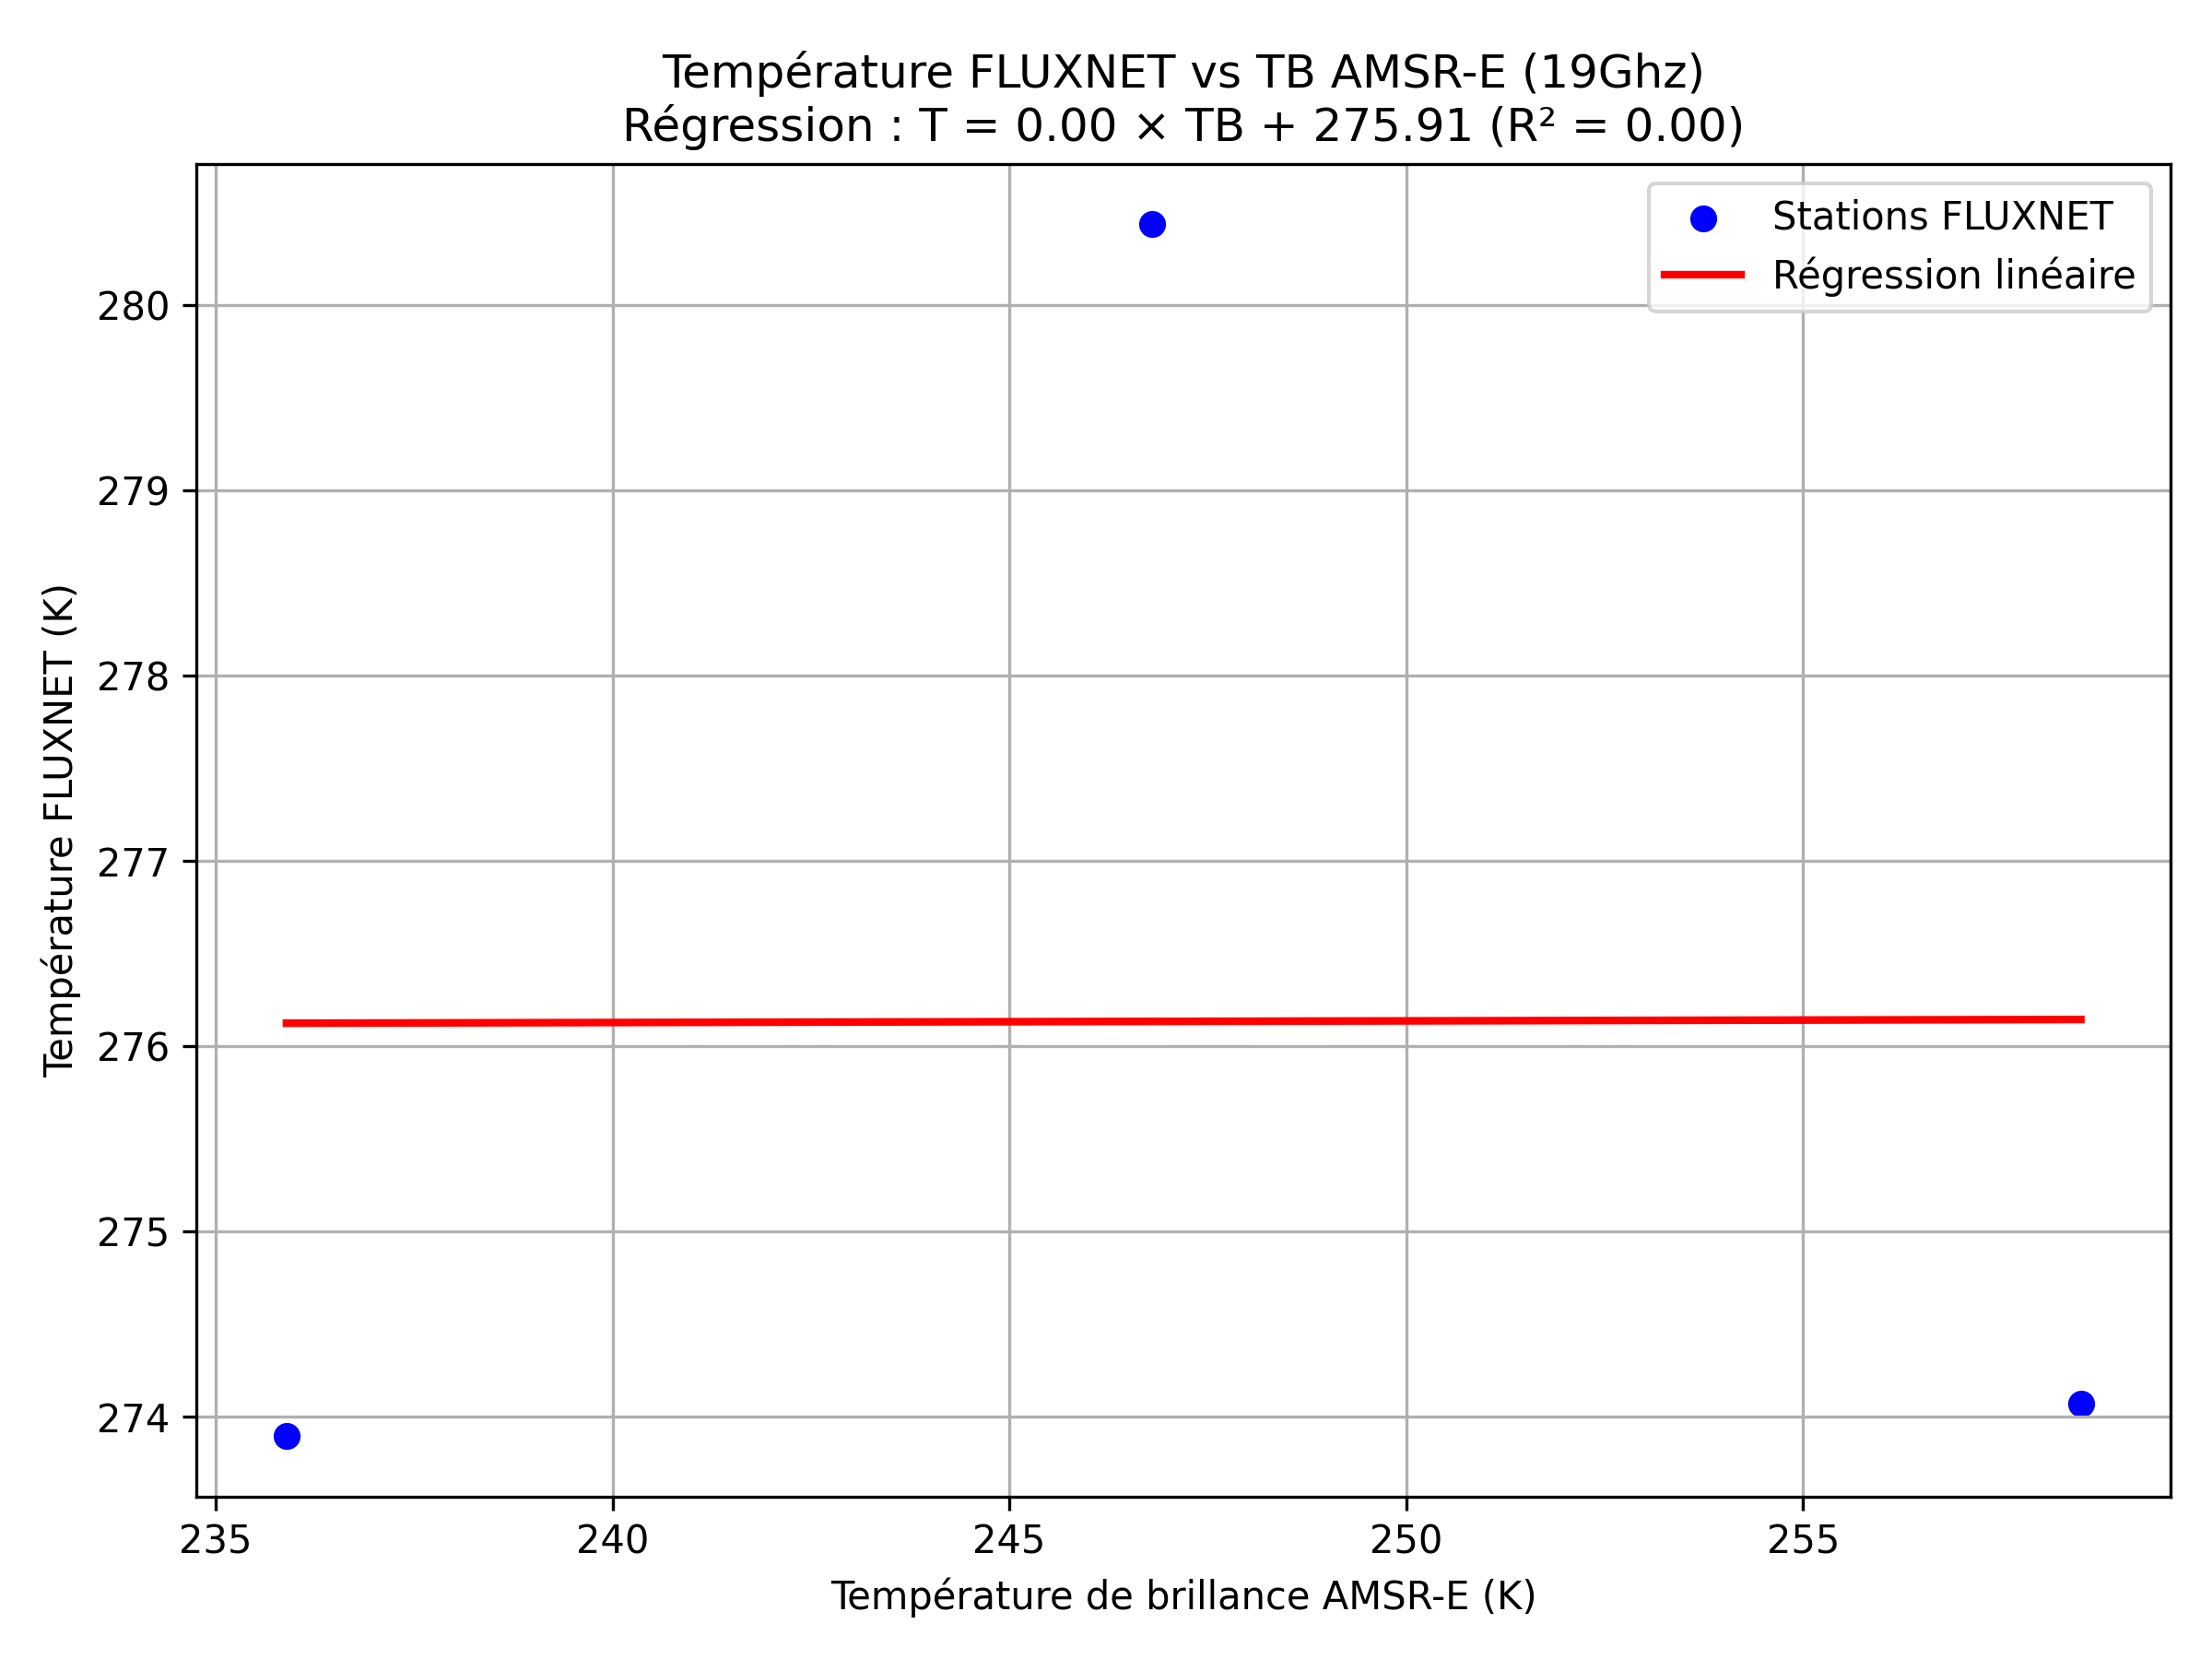 Température FLUXNET vs TB AMSR-E (19Ghz)
Régression : T = 0.00 × TB + 275.91 (R² = 0.00)
Stations FLUXNET
Régression linéaire
Température FLUXNET (K)
280
279
278
277
276
275
274
235 240 245 250 255
Température de brillance AMSR-E (K)